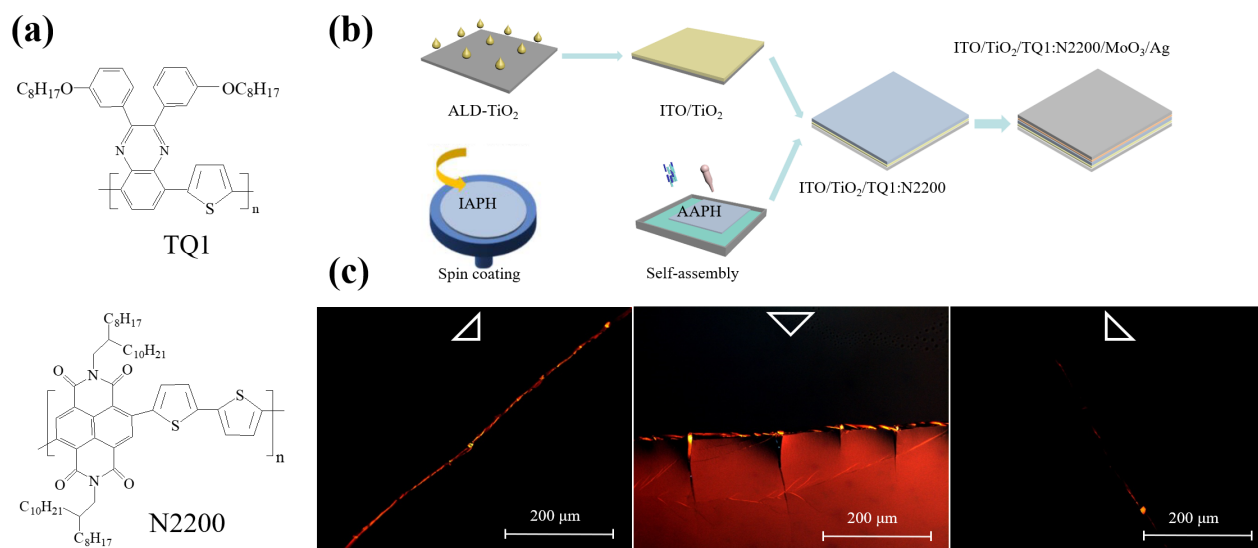 (a)
C₈H₁₇O
OC₈H₁₇
N
N
S
n
TQ1
C₈H₁₇
C₁₀H₂₁
O
N
O
S
S
n
O
N
O
C₁₀H₂₁
C₈H₁₇
N2200
(b)
ALD-TiO₂
ITO/TiO₂
ITO/TiO₂/TQ1:N2200/MoO₃/Ag
ITO/TiO₂/TQ1:N2200
IAPH
Spin coating
AAPH
Self-assembly
(c)
200 μm
200 μm
200 μm